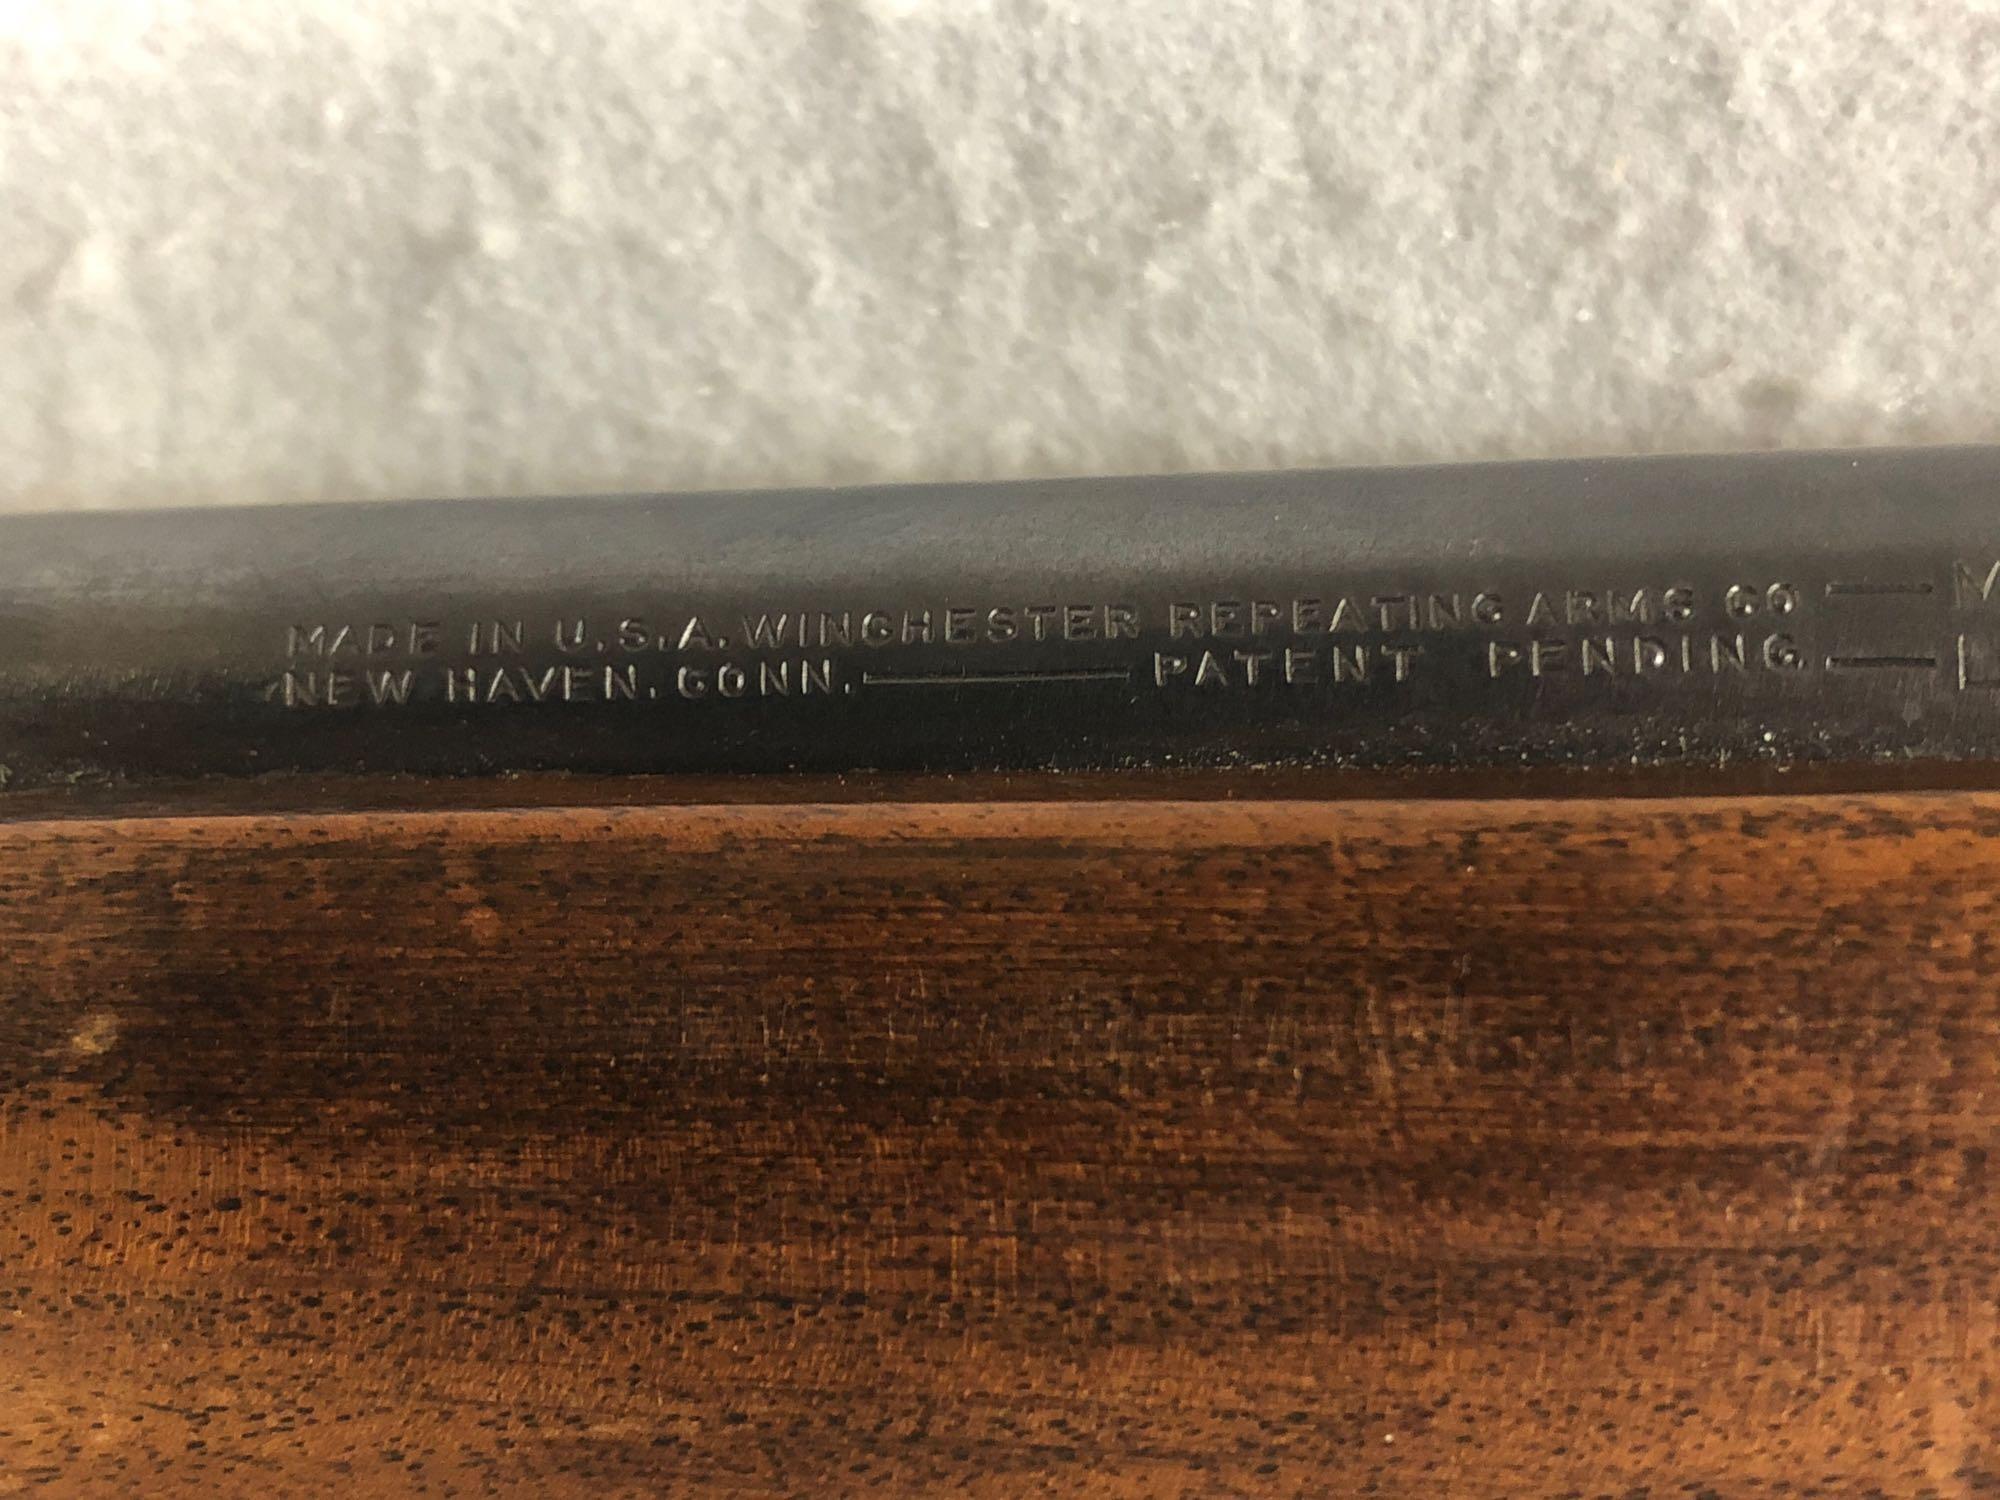 MADE IN U.S.A. WINCHESTER REPEATING ARMS CO — M
NEW HAVEN. CONN. — PATENT PENDING. —